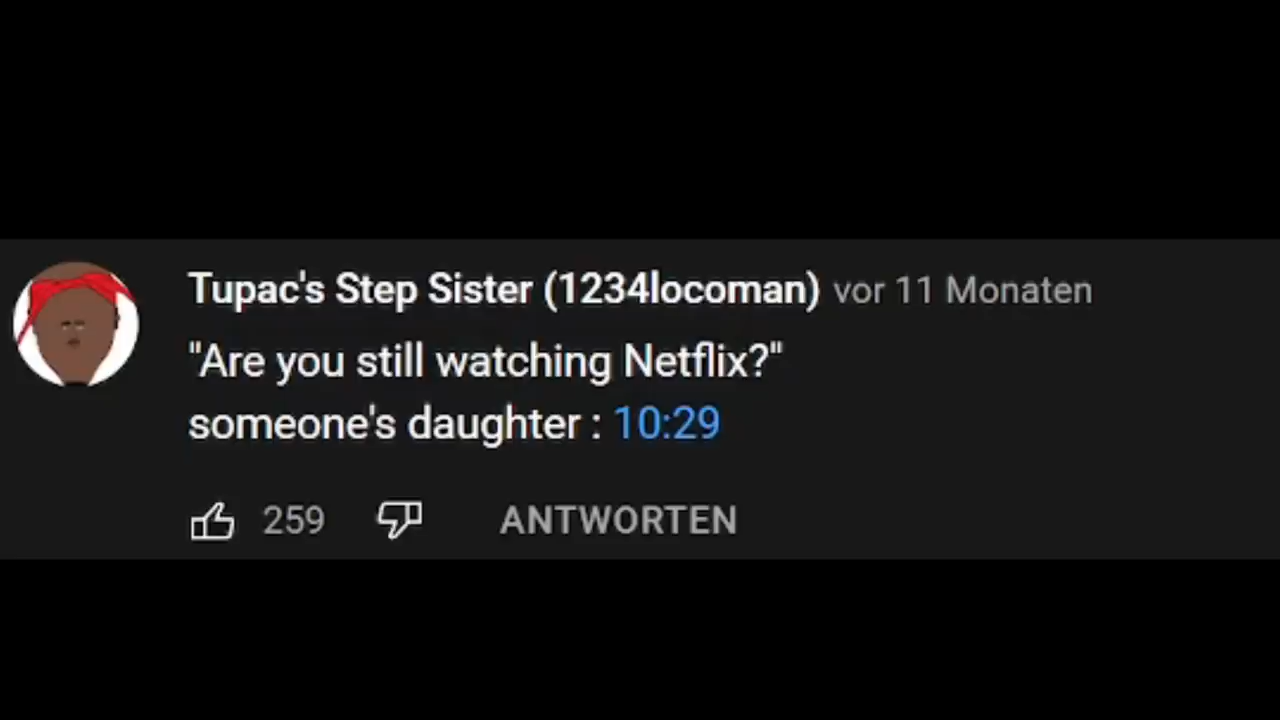 Tupac's Step Sister (1234locoman) vor 11 Monaten
"Are you still watching Netflix?"
someone's daughter : 10:29
259 ANTWORTEN